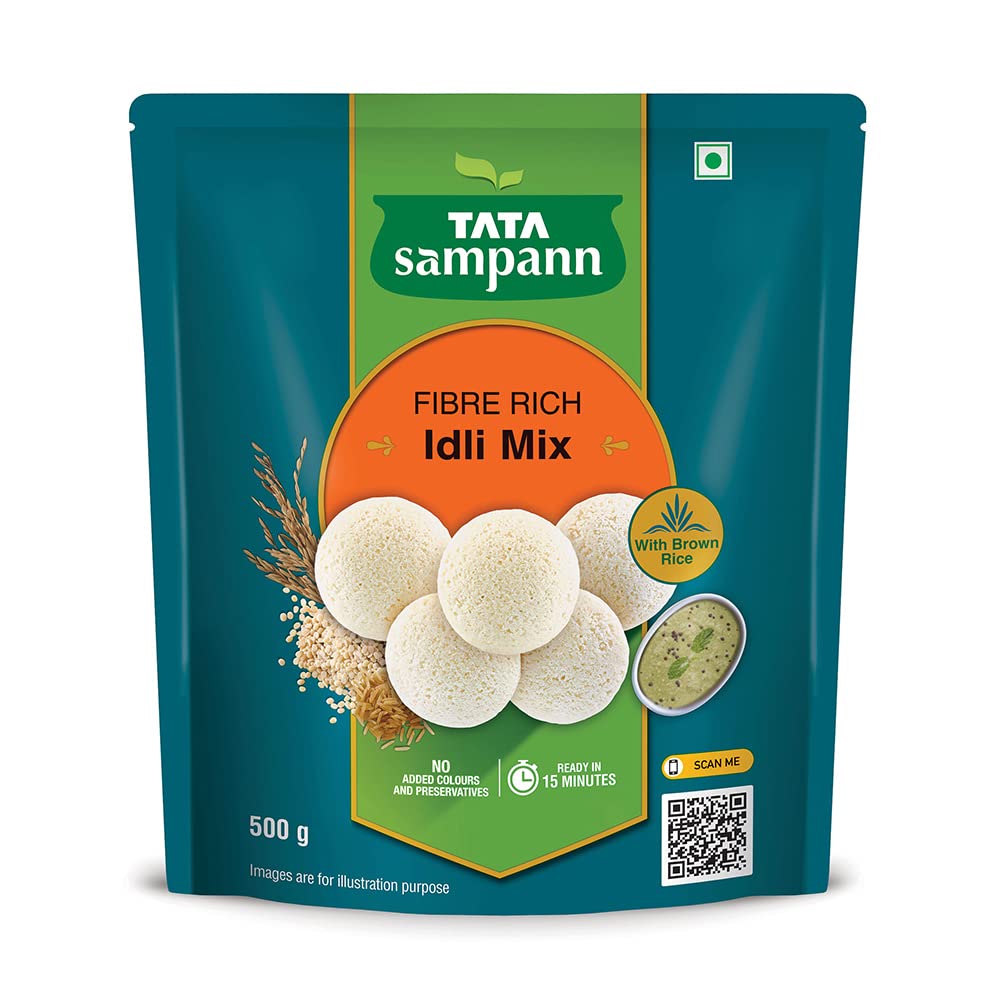 TATA
sampann
FIBRE RICH
Idli Mix
With Brown
Rice
NO
ADDED COLOURS
AND PRESERVATIVES
READY IN
15 MINUTES
SCAN ME
500 g
Images are for illustration purpose